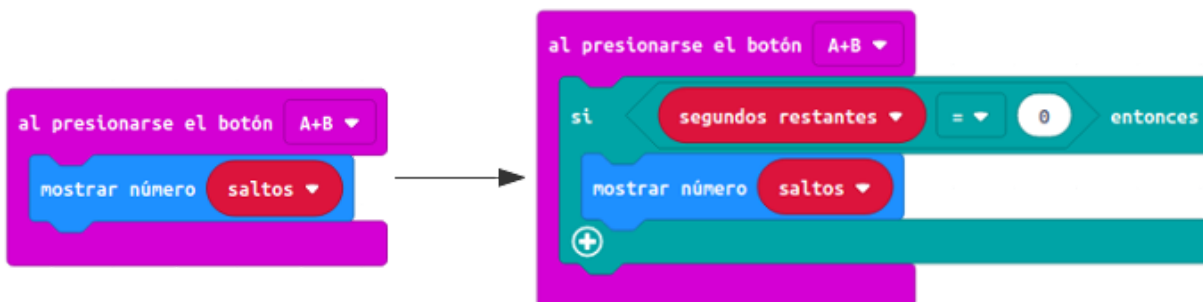 al presionarse el botón A+B
mostrar número saltos
al presionarse el botón A+B
si segundos restantes = 0 entonces
mostrar número saltos